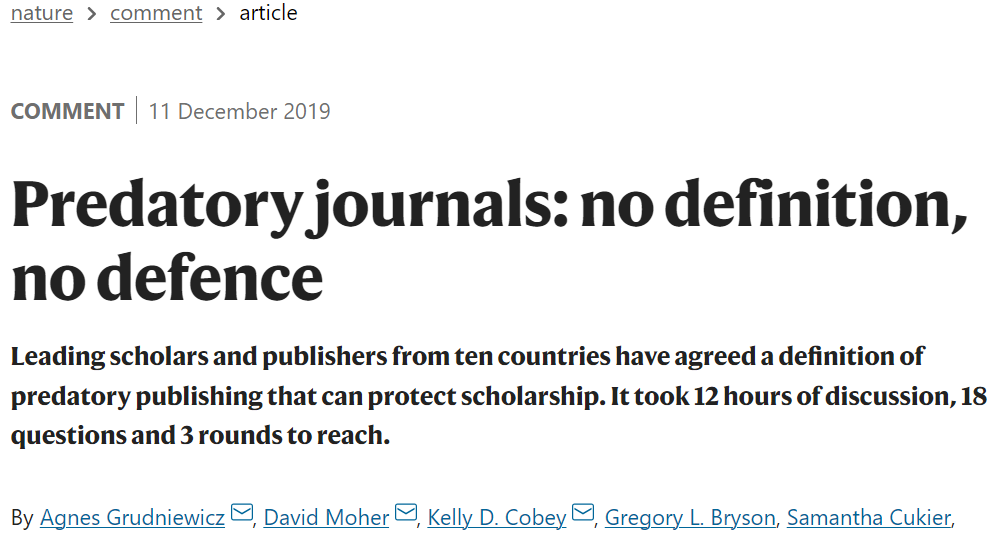 nature > comment > article
COMMENT | 11 December 2019
Predatory journals: no definition,
no defence
Leading scholars and publishers from ten countries have agreed a definition of
predatory publishing that can protect scholarship. It took 12 hours of discussion, 18
questions and 3 rounds to reach.
By Agnes Grudniewicz, David Moher, Kelly D. Cobey, Gregory L. Bryson, Samantha Cukier,